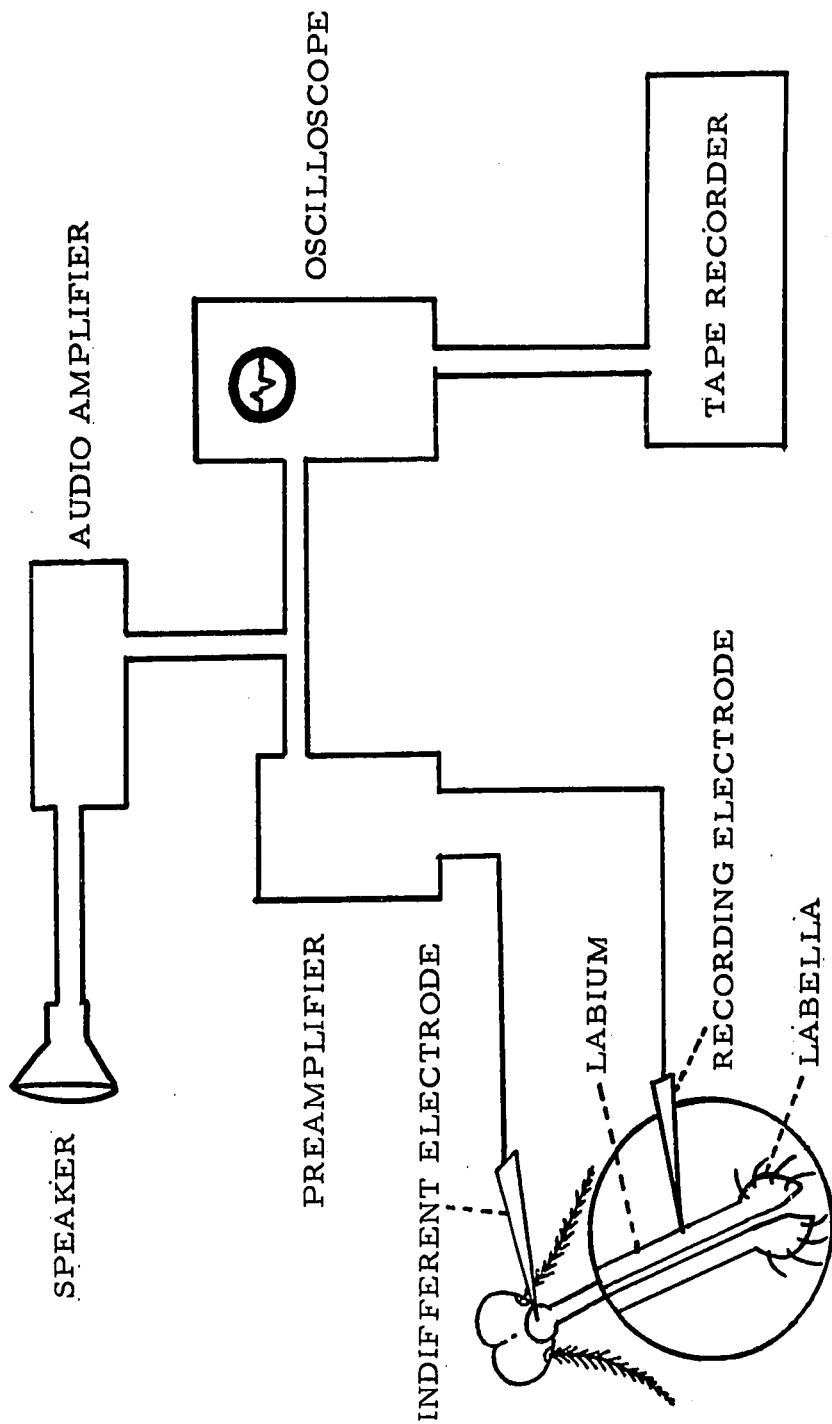 SPEAKER
AUDIO AMPLIFIER
PREAMPLIFIER
OSCILLOSCOPE
INDIFFERENT ELECTRODE
LABIUM
RECORDING ELECTRODE
LABELLA
TAPE RECORDER